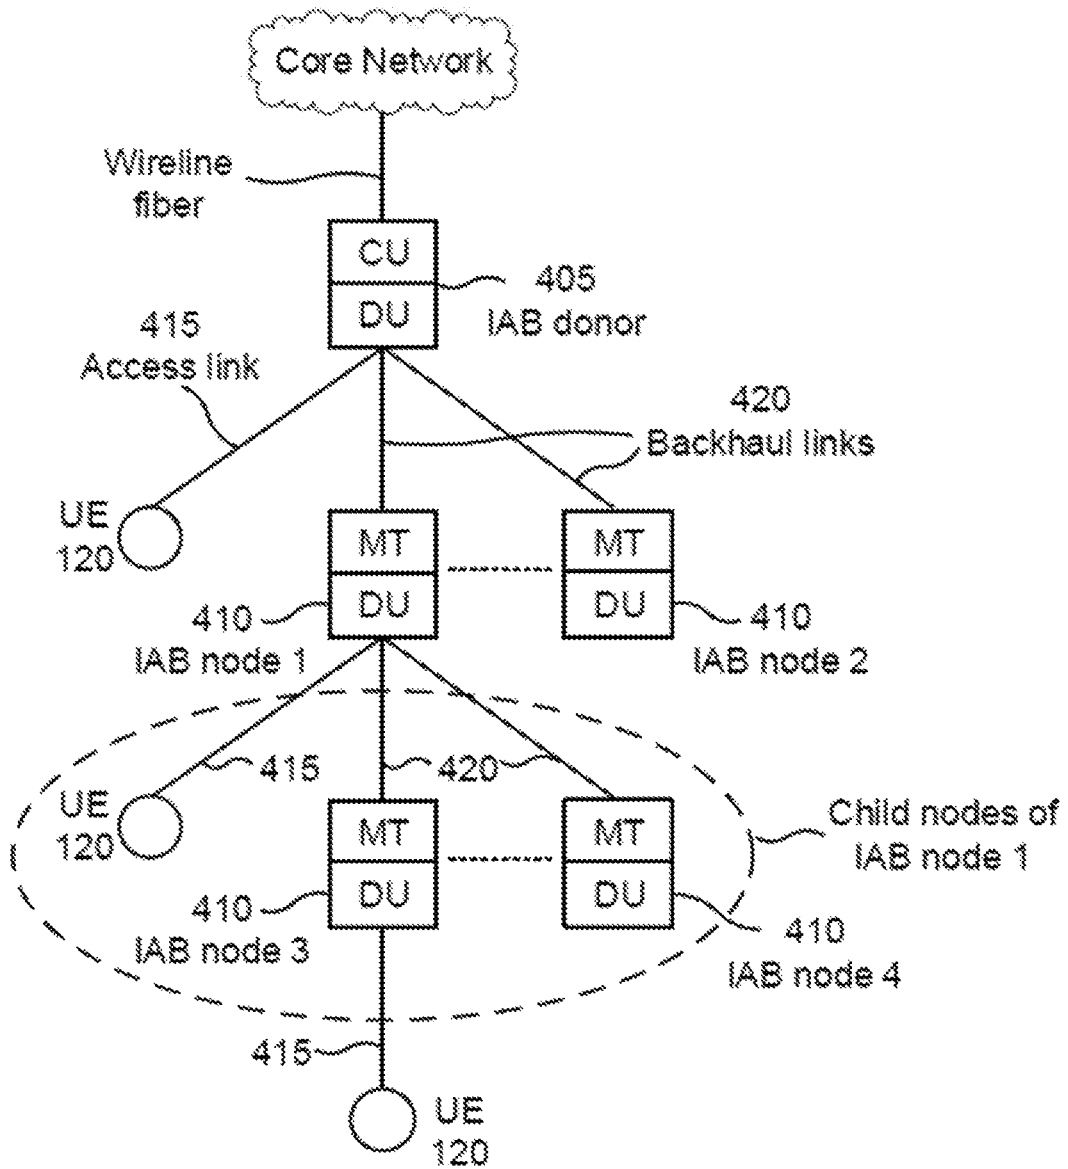 Core Network
Wireline
fiber
CU
DU
405
IAB donor
415
Access link
420
Backhaul links
UE
120
MT
DU
410
IAB node 1
MT
DU
410
IAB node 2
415
420
UE
120
MT
DU
410
IAB node 3
MT
DU
410
IAB node 4
Child nodes of
IAB node 1
415
UE
120